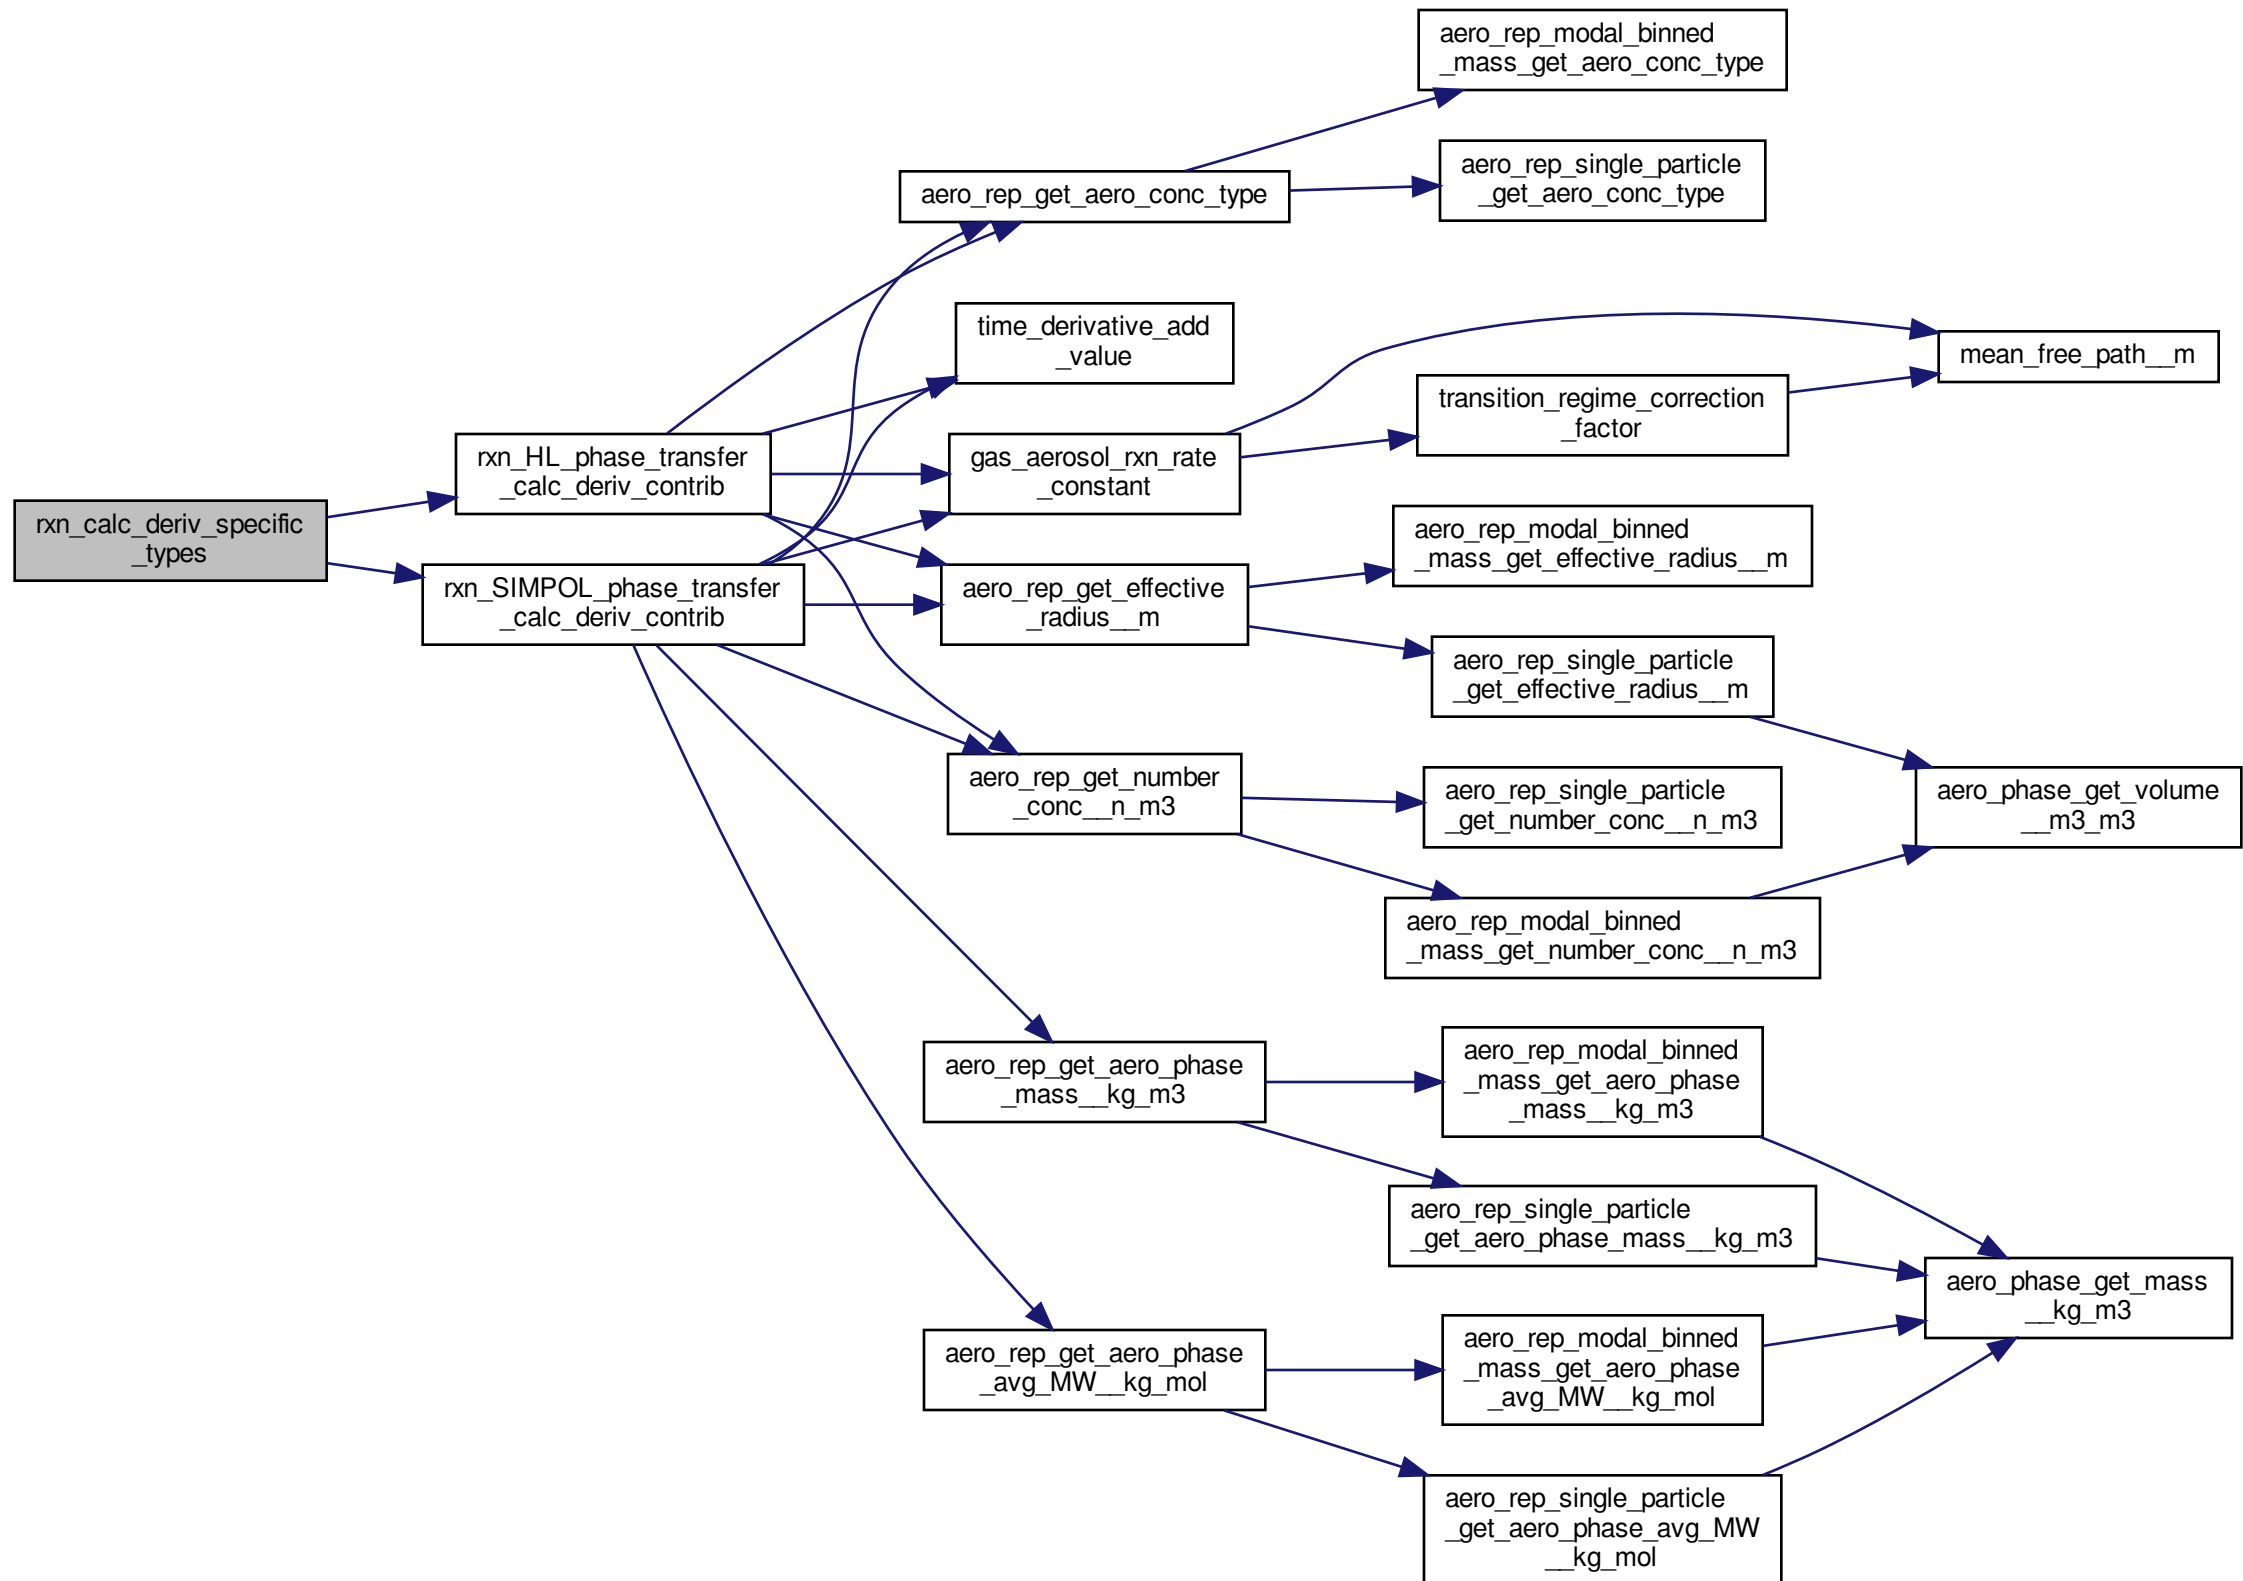 rxn_calc_deriv_specific
_types
rxn_HL_phase_transfer
_calc_deriv_contrib
rxn_SIMPOL_phase_transfer
_calc_deriv_contrib
aero_rep_get_aero_conc_type
time_derivative_add
_value
gas_aerosol_rxn_rate
_constant
aero_rep_get_effective
_radius__m
aero_rep_get_number
_conc__n_m3
aero_rep_get_aero_phase
_mass__kg_m3
aero_rep_get_aero_phase
_avg_MW__kg_mol
aero_rep_modal_binned
_mass_get_aero_conc_type
aero_rep_single_particle
_get_aero_conc_type
transition_regime_correction
_factor
aero_rep_modal_binned
_mass_get_effective_radius__m
aero_rep_single_particle
_get_effective_radius__m
aero_rep_single_particle
_get_number_conc__n_m3
aero_rep_modal_binned
_mass_get_number_conc__n_m3
aero_rep_modal_binned
_mass_get_aero_phase
_mass__kg_m3
aero_rep_single_particle
_get_aero_phase_mass__kg_m3
aero_rep_modal_binned
_mass_get_aero_phase
_avg_MW__kg_mol
aero_rep_single_particle
_get_aero_phase_avg_MW
__kg_mol
mean_free_path__m
aero_phase_get_volume
__m3_m3
aero_phase_get_mass
__kg_m3